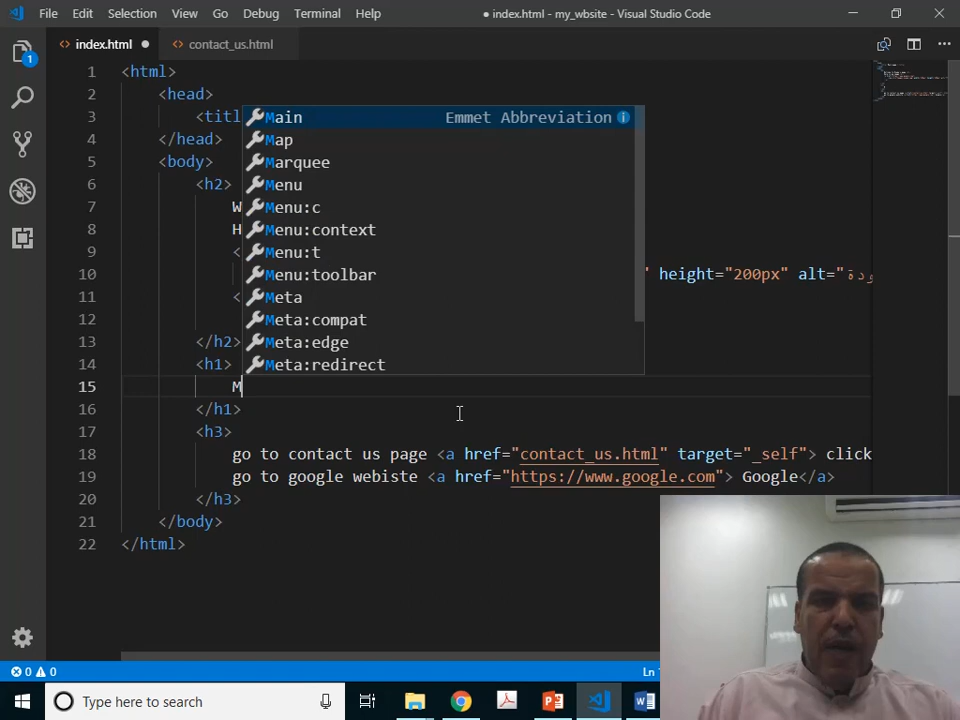 File Edit Selection View Go Debug Terminal Help ● index.html - my_wbsite - Visual Studio Code
<> index.html ● <> contact_us.html
1
1 <html>
2 <head>
3 <titl
4 </head>
5 <body>
6 <h2>
7 W
8 H
9 <
10 " height="200px" alt="ودة
11 <
12
13 </h2>
14 <h1>
15 M
16 </h1>
17 <h3>
18 go to contact us page <a href="contact_us.html" target="_self"> click
19 go to google webiste <a href="https://www.google.com"> Google</a>
20 </h3>
21 </body>
22 </html>
Main Emmet Abbreviation
Map
Marquee
Menu
Menu:c
Menu:context
Menu:t
Menu:toolbar
Meta
Meta:compat
Meta:edge
Meta:redirect
0 0 Ln
Type here to search